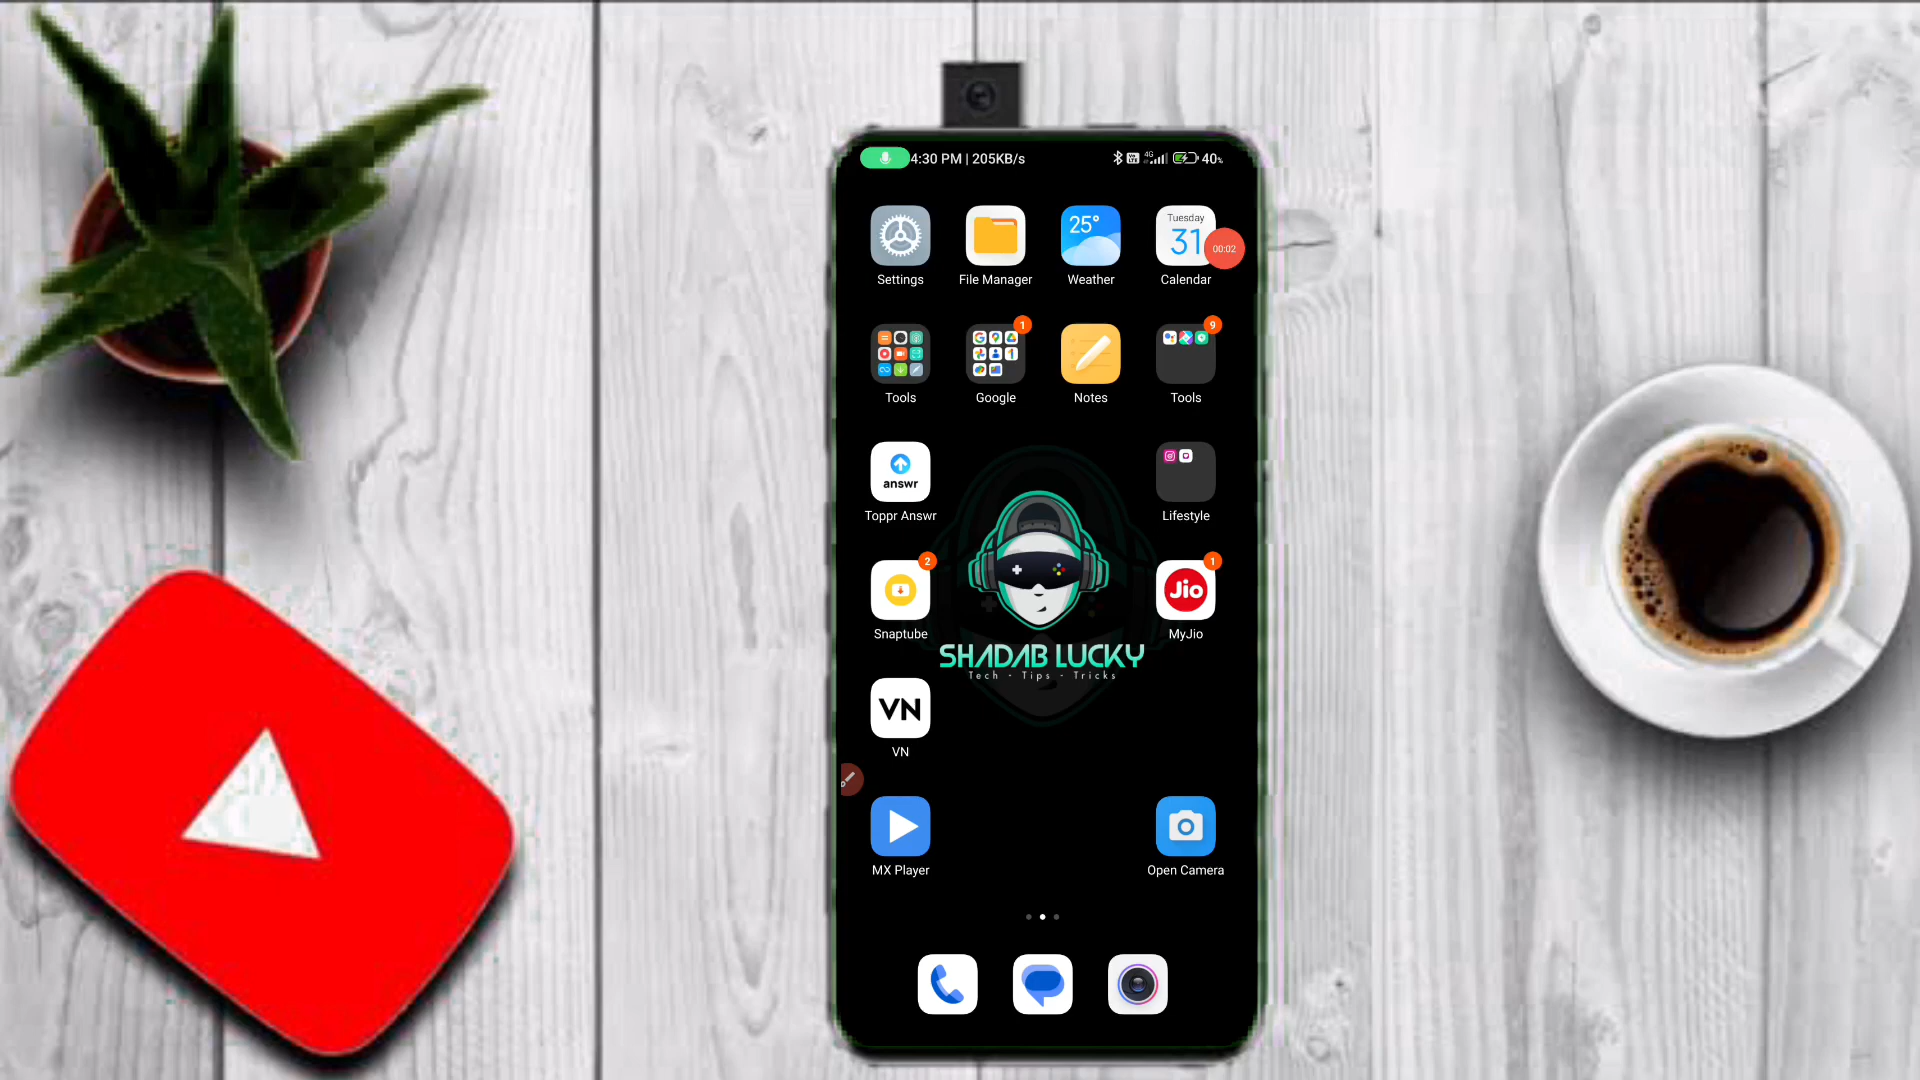 4:30 PM | 205KB/s 4G 40%
25° Tuesday
31 00:02
Settings File Manager Weather Calendar
1 9
Tools Google Notes Tools
answr
Toppr Answr Lifestyle
2 Jio 1
Snaptube MyJio
SHADAB LUCKY
Tech - Tips - Tricks
VN
VN
MX Player Open Camera